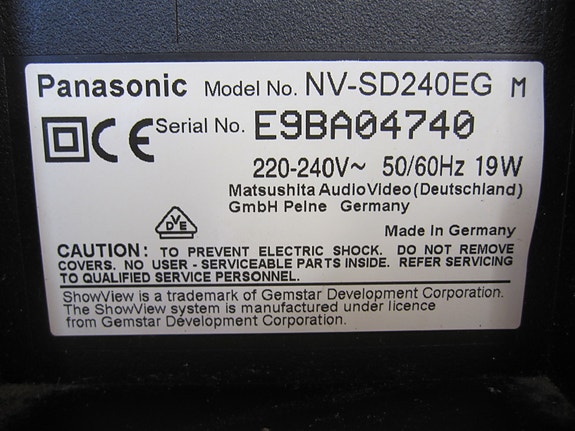 Panasonic Model No. NV-SD240EG M
CE Serial No. E9BA04740
220-240V~ 50/60Hz 19W
Matsushita AudioVideo (Deutschland)
GmbH Peine Germany
DVE
Made in Germany
CAUTION: TO PREVENT ELECTRIC SHOCK. DO NOT REMOVE
COVERS. NO USER - SERVICEABLE PARTS INSIDE. REFER SERVICING
TO QUALIFIED SERVICE PERSONNEL.
ShowView is a trademark of Gemstar Development Corporation.
The ShowView system is manufactured under licence
from Gemstar Development Corporation.